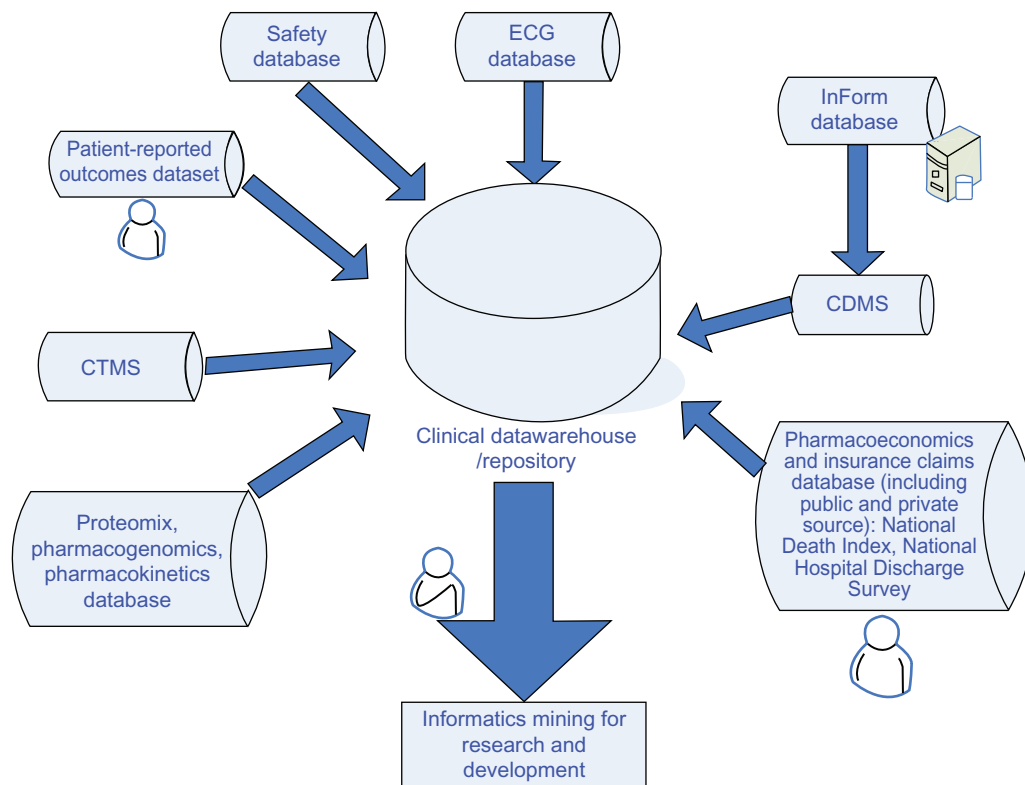 Safety
database
ECG
database
InForm
database
Patient-reported
outcomes dataset
CDMS
CTMS
Clinical datawarehouse
/repository
Pharmacoeconomics
and insurance claims
database (including
public and private
source): National
Death Index, National
Hospital Discharge
Survey
Proteomix,
pharmacogenomics,
pharmacokinetics
database
Informatics mining for
research and
development